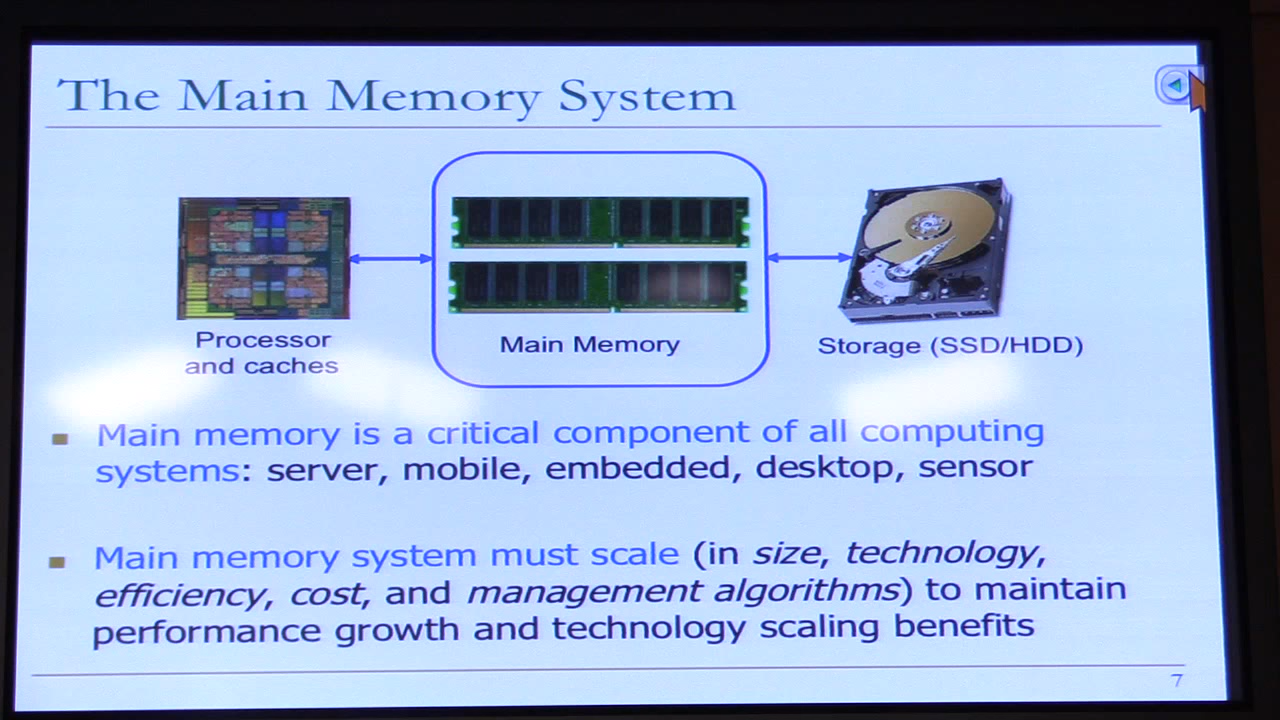 The Main Memory System
Processor
and caches
Main Memory
Storage (SSD/HDD)
Main memory is a critical component of all computing
systems: server, mobile, embedded, desktop, sensor
Main memory system must scale (in size, technology,
efficiency, cost, and management algorithms) to maintain
performance growth and technology scaling benefits
7